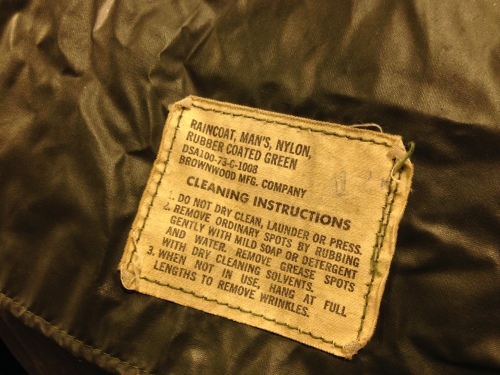 RAINCOAT, MAN'S, NYLON,
RUBBER COATED GREEN
DSA100-73-C-1008
BROWNWOOD MFG. COMPANY
CLEANING INSTRUCTIONS
1. DO NOT DRY CLEAN, LAUNDER OR PRESS.
2. REMOVE ORDINARY SPOTS BY RUBBING
GENTLY WITH MILD SOAP OR DETERGENT
AND WATER. REMOVE GREASE SPOTS
WITH DRY CLEANING SOLVENTS.
3. WHEN NOT IN USE, HANG AT FULL
LENGTHS TO REMOVE WRINKLES.